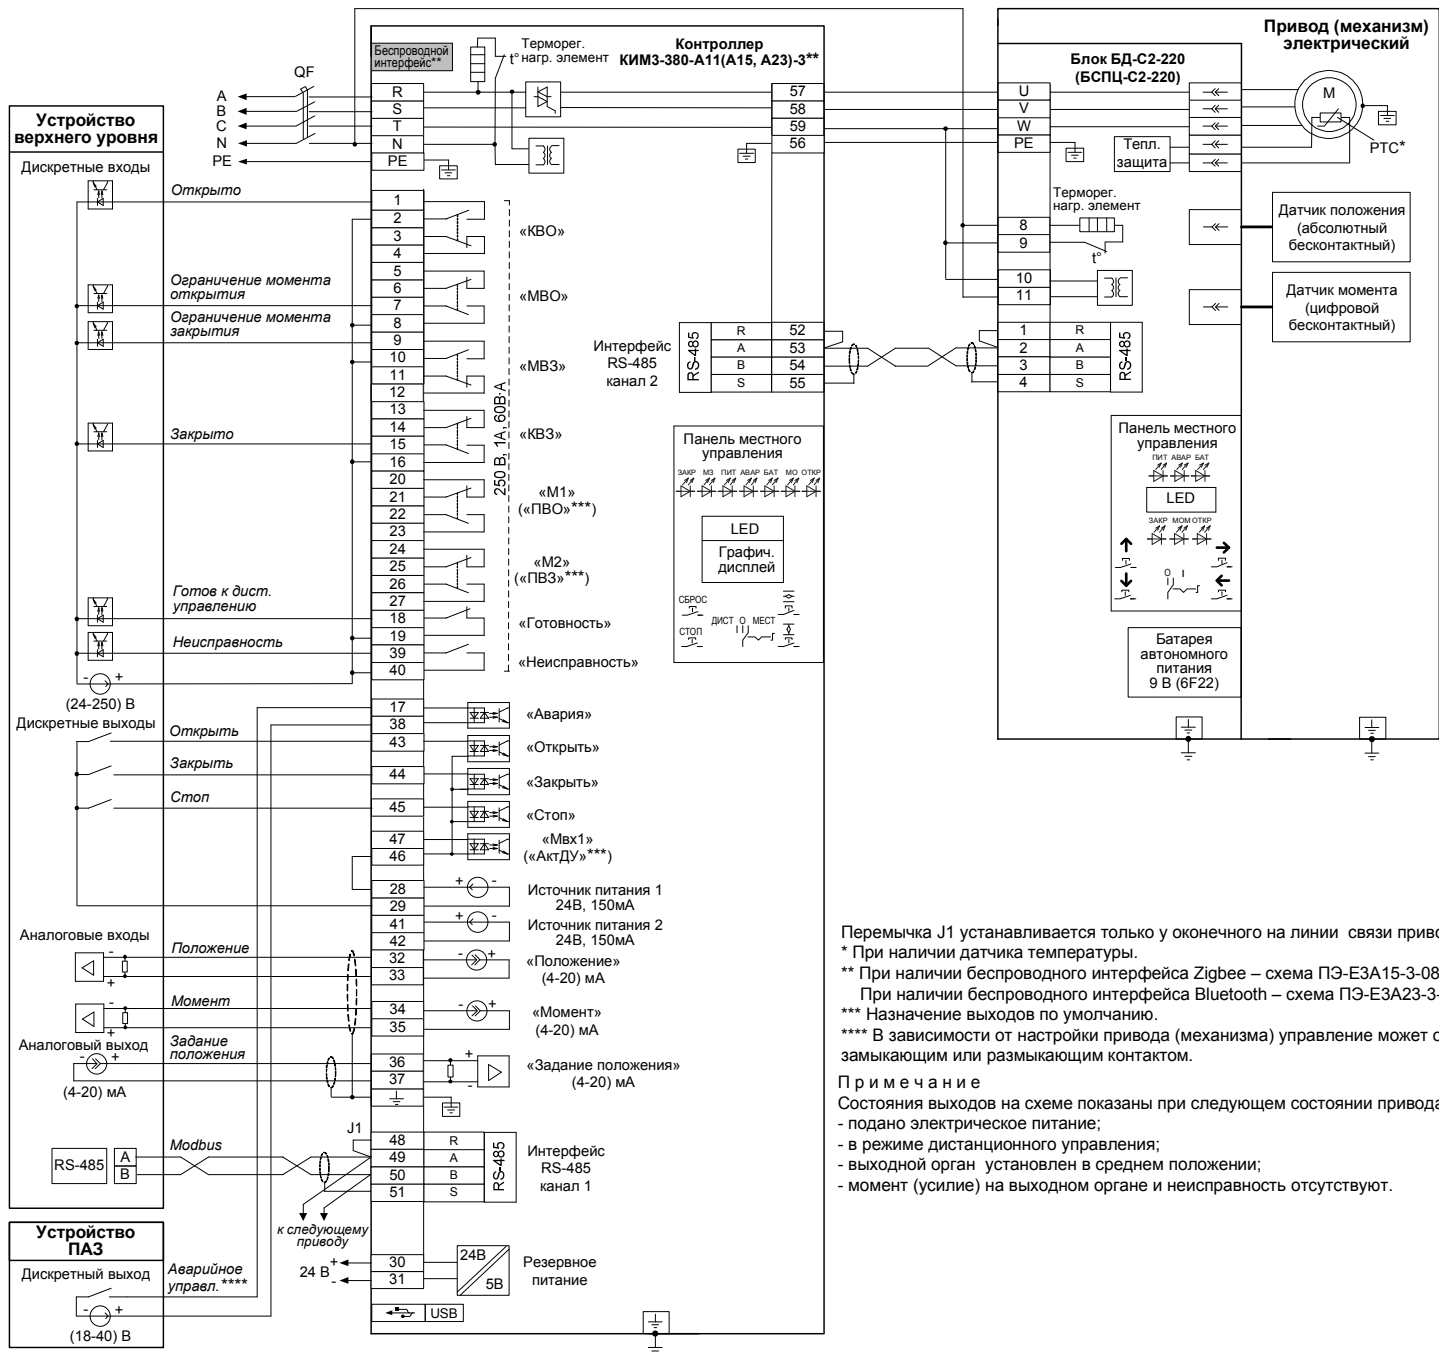 Устройство
верхнего уровня
Дискретные входы
Открыто
Ограничение момента
открытия
Ограничение момента
закрытия
Закрыто
Готов к дист.
управлению
Неисправность
- +
(24-250) В
Дискретные выходы
Открыть
Закрыть
Стоп
Аналоговые входы
Положение
-
+
Момент
-
+
Аналоговый выход
Задание
положения
- +
(4-20) мА
RS-485
A
B
Modbus
J1
к следующему
приводу
Устройство
ПАЗ
Дискретный выход
Аварийное
управл.****
- +
(18-40) В
24 В
+
-
QF
A
B
C
N
PE
Беспроводной
интерфейс**
Терморег.
t° нагр. элемент
Контроллер
КИМ3-380-А11(А15, А23)-3**
R
S
T
N
PE
57
58
59
56
1
2
3
4
«КВО»
5
6
7
8
«МВО»
9
10
11
12
«МВЗ»
13
14
15
16
«КВЗ»
20
21
22
23
«М1»
(«ПВО»***)
24
25
26
27
«М2»
(«ПВЗ»***)
18
19
«Готовность»
39
40
«Неисправность»
250 В, 1А, 60В·А
17
38
«Авария»
43
«Открыть»
44
«Закрыть»
45
«Стоп»
47
46
«Мвх1»
(«АктДУ»***)
28
29
+ -
Источник питания 1
24В, 150мА
41
42
+ -
Источник питания 2
24В, 150мА
32
33
- +
«Положение»
(4-20) мА
34
35
- +
«Момент»
(4-20) мА
36
37
+
-
«Задание положения»
(4-20) мА
48 R
49 A
50 B
51 S
RS-485
Интерфейс
RS-485
канал 1
30
31
24В
5В
Резервное
питание
USB
Интерфейс
RS-485
канал 2
RS-485
R 52
A 53
B 54
S 55
Панель местного
управления
ЗАКР МЗ ПИТ АВАР БАТ МО ОТКР
LED
Графич.
дисплей
СБРОС
СТОП
ДИСТ О МЕСТ
Привод (механизм)
электрический
Блок БД-С2-220
(БСПЦ-С2-220)
U
V
W
PE
Тепл.
защита
M
PTC*
Терморег.
нагр. элемент
8
9
t°
10
11
1 R
2 A
3 B
4 S
RS-485
Датчик положения
(абсолютный
бесконтактный)
Датчик момента
(цифровой
бесконтактный)
Панель местного
управления
ПИТ АВАР БАТ
LED
ЗАКР МОМ ОТКР
О I
Батарея
автономного
питания
9 В (6F22)
Перемычка J1 устанавливается только у оконечного на линии связи приво
* При наличии датчика температуры.
** При наличии беспроводного интерфейса Zigbee – схема ПЭ-Е3А15-3-08
При наличии беспроводного интерфейса Bluetooth – схема ПЭ-Е3А23-3-
*** Назначение выходов по умолчанию.
**** В зависимости от настройки привода (механизма) управление может о
замыкающим или размыкающим контактом.
Примечание
Состояния выходов на схеме показаны при следующем состоянии привода
- подано электрическое питание;
- в режиме дистанционного управления;
- выходной орган установлен в среднем положении;
- момент (усилие) на выходном органе и неисправность отсутствуют.